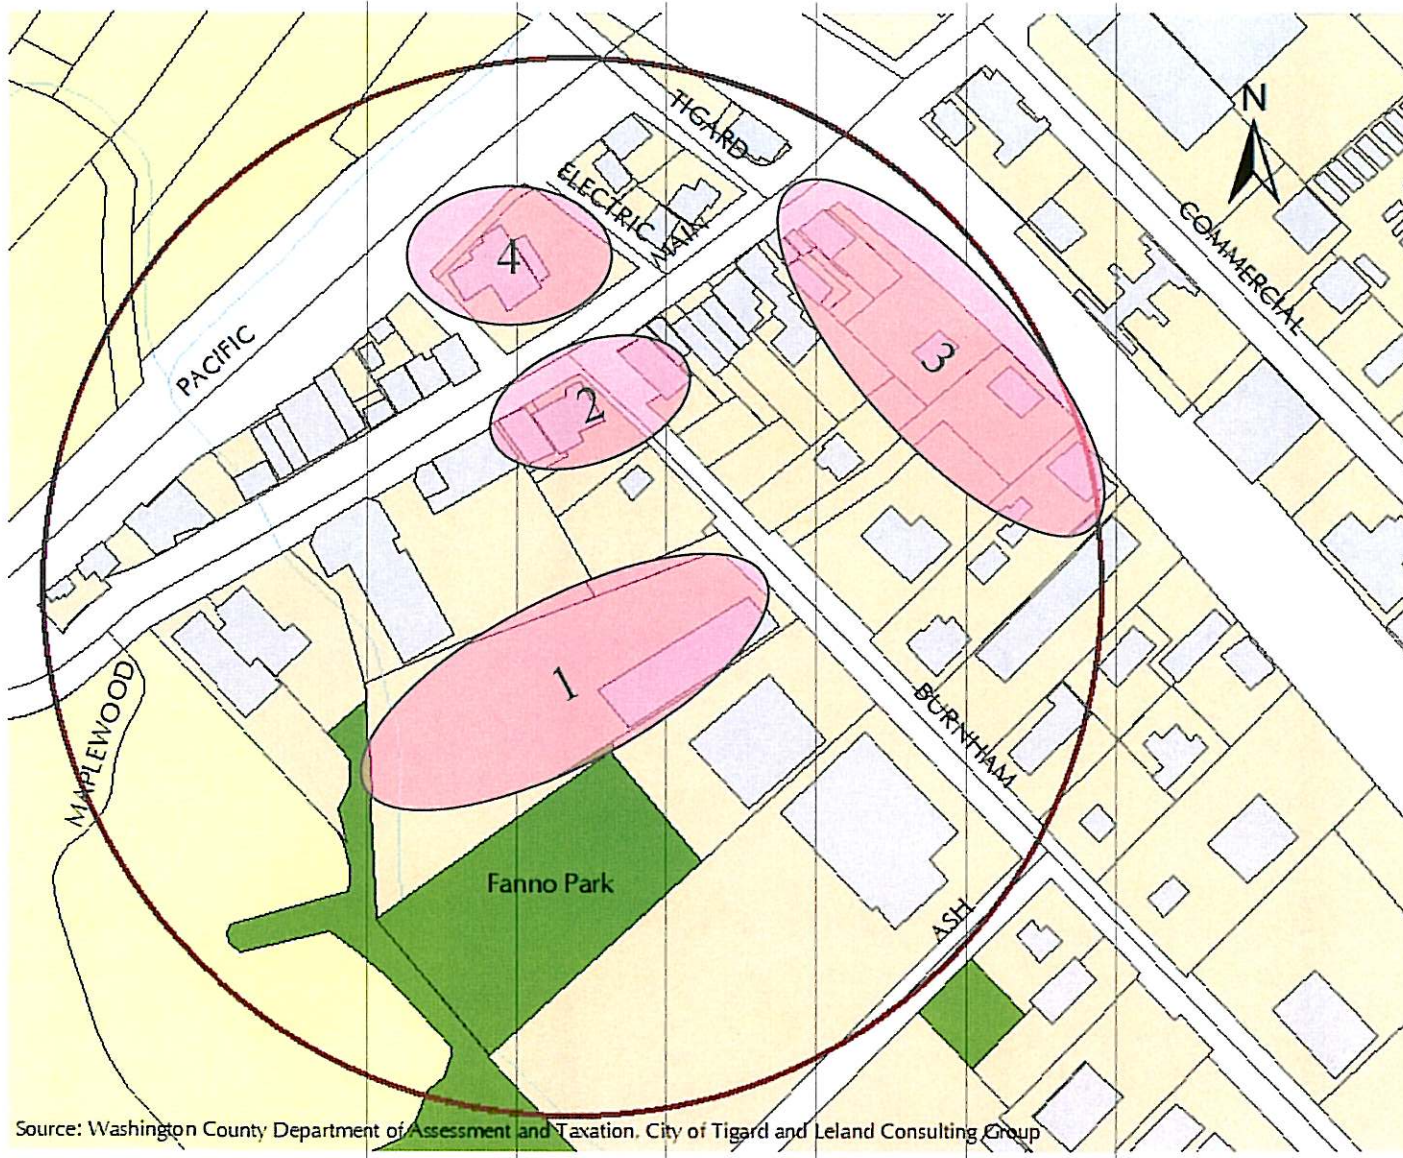 TIGARD
N
ELECTRIC
MAIN
COMMERCIAL
4
3
PACIFIC
2
1
BURNHAM
MAPLEWOOD
Fanno Park
ASH
Source: Washington County Department of Assessment and Taxation. City of Tigard and Leland Consulting Group